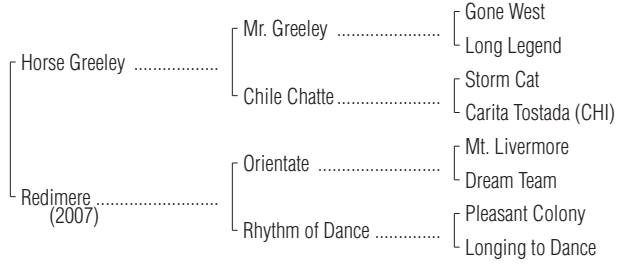 Gone West
Mr. Greeley ..................
Long Legend
Horse Greeley ..................
Storm Cat
Chile Chatte ......................
Carita Tostada (CHI)
Mt. Livermore
Orientate ..........................
Dream Team
Redimere ..........................
(2007)
Pleasant Colony
Rhythm of Dance ..............
Longing to Dance